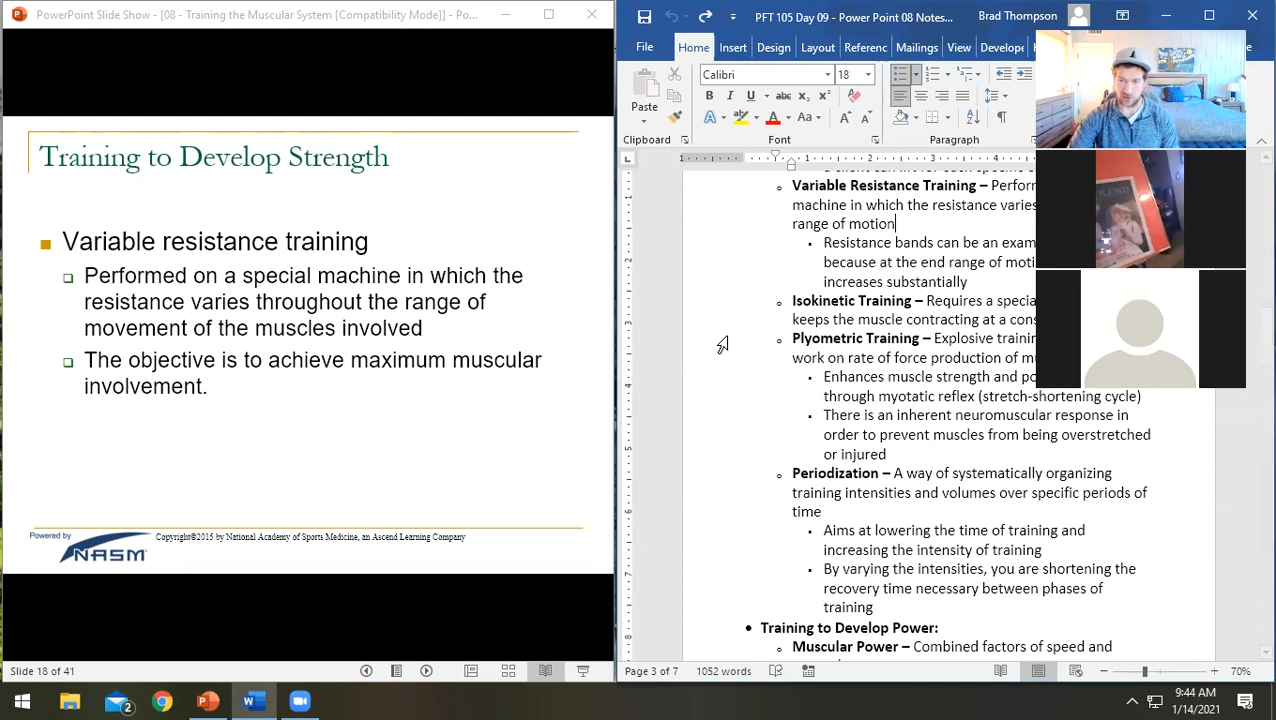 PowerPoint Slide Show - [08 - Training the Muscular System [Compatibility Mode]] - Po...
PFT 105 Day 09 - Power Point 08 Notes...
Brad Thompson
File Home Insert Design Layout Referenc Mailings View Develop
Paste
Calibri
18
Clipboard
Font
Paragraph
Training to Develop Strength
Variable resistance training
Performed on a special machine in which the
resistance varies throughout the range of
movement of the muscles involved
The objective is to achieve maximum muscular
involvement.
Powered by
NASM
Copyright©2015 by National Academy of Sports Medicine, an Ascend Learning Company
Slide 18 of 41
Variable Resistance Training – Perform
machine in which the resistance varies
range of motion
Resistance bands can be an exam
because at the end range of moti
increases substantially
Isokinetic Training – Requires a specia
keeps the muscle contracting at a cons
Plyometric Training – Explosive trainin
work on rate of force production of mu
Enhances muscle strength and po
through myotatic reflex (stretch-shortening cycle)
There is an inherent neuromuscular response in
order to prevent muscles from being overstretched
or injured
Periodization – A way of systematically organizing
training intensities and volumes over specific periods of
time
Aims at lowering the time of training and
increasing the intensity of training
By varying the intensities, you are shortening the
recovery time necessary between phases of
training
Training to Develop Power:
Muscular Power – Combined factors of speed and
Page 3 of 7
1052 words
70%
9:44 AM
1/14/2021